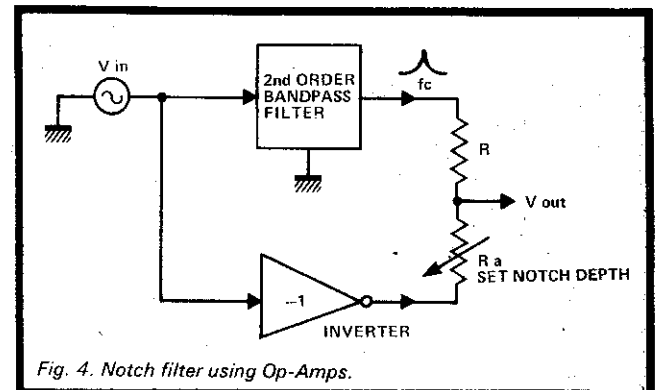 V in
2nd ORDER
BANDPASS
FILTER
fc
R
V out
R a
SET NOTCH DEPTH
–1
INVERTER
Fig. 4. Notch filter using Op-Amps.